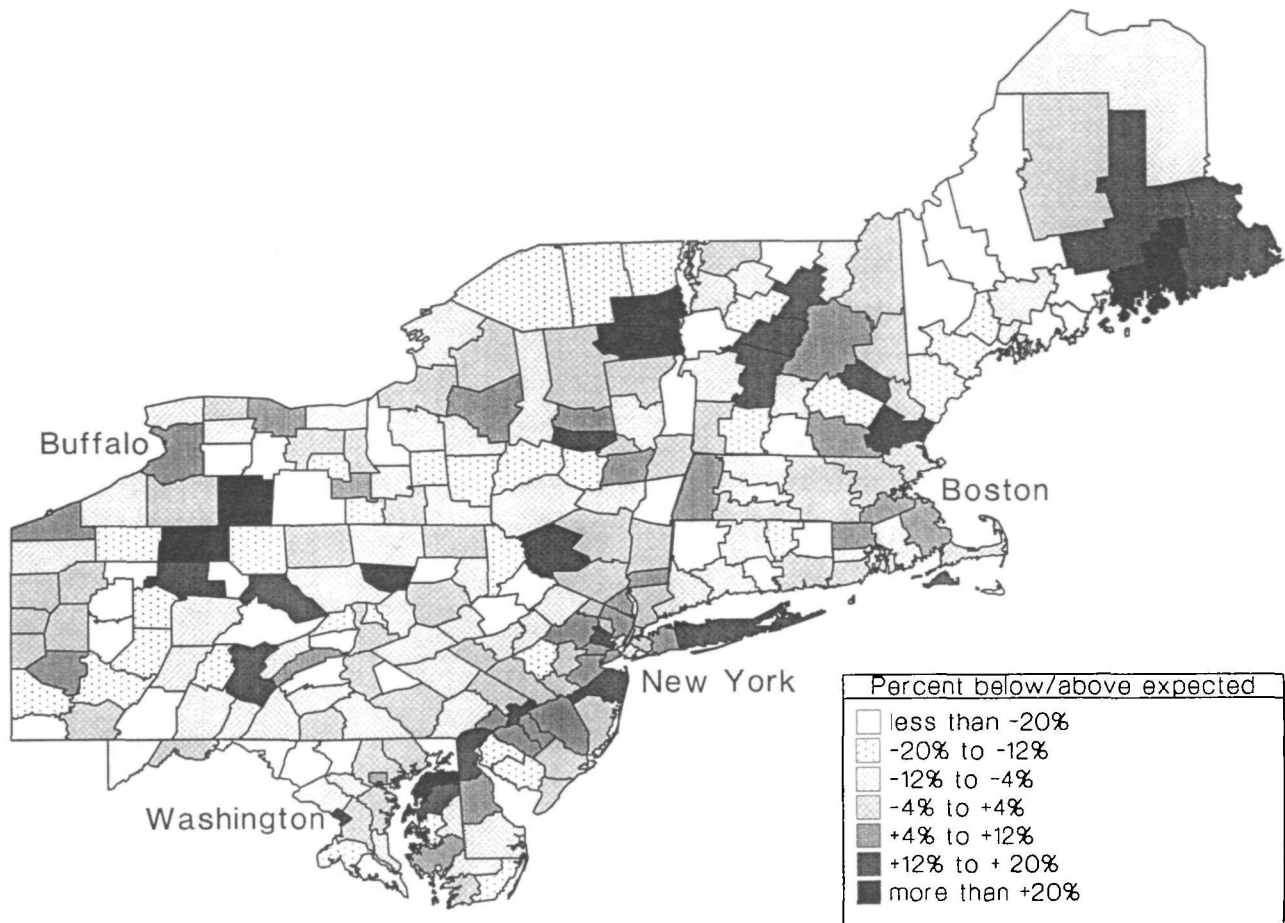 Buffalo
Boston
New York
Washington
Percent below/above expected
less than -20%
-20% to -12%
-12% to -4%
-4% to +4%
+4% to +12%
+12% to + 20%
more than +20%